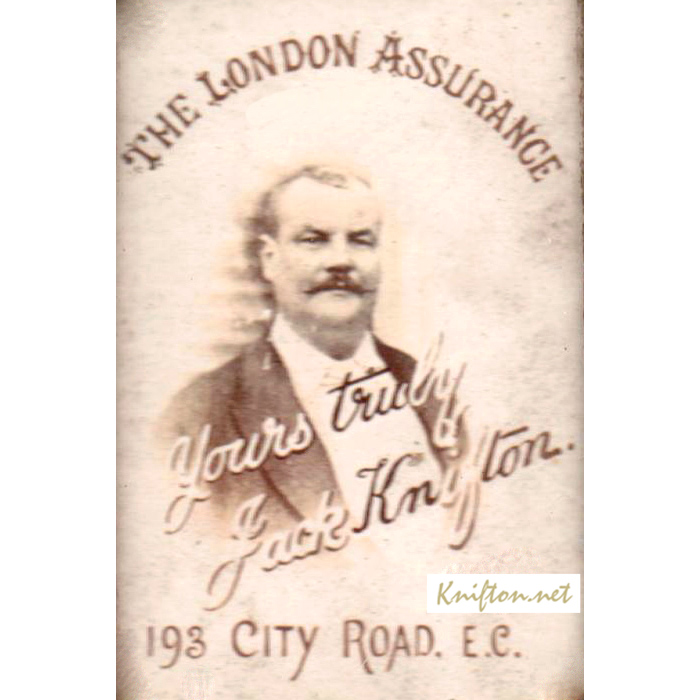 THE LONDON ASSURANCE
Yours truly
Jack Knifton.
Knifton.net
193 CITY ROAD. E.C.